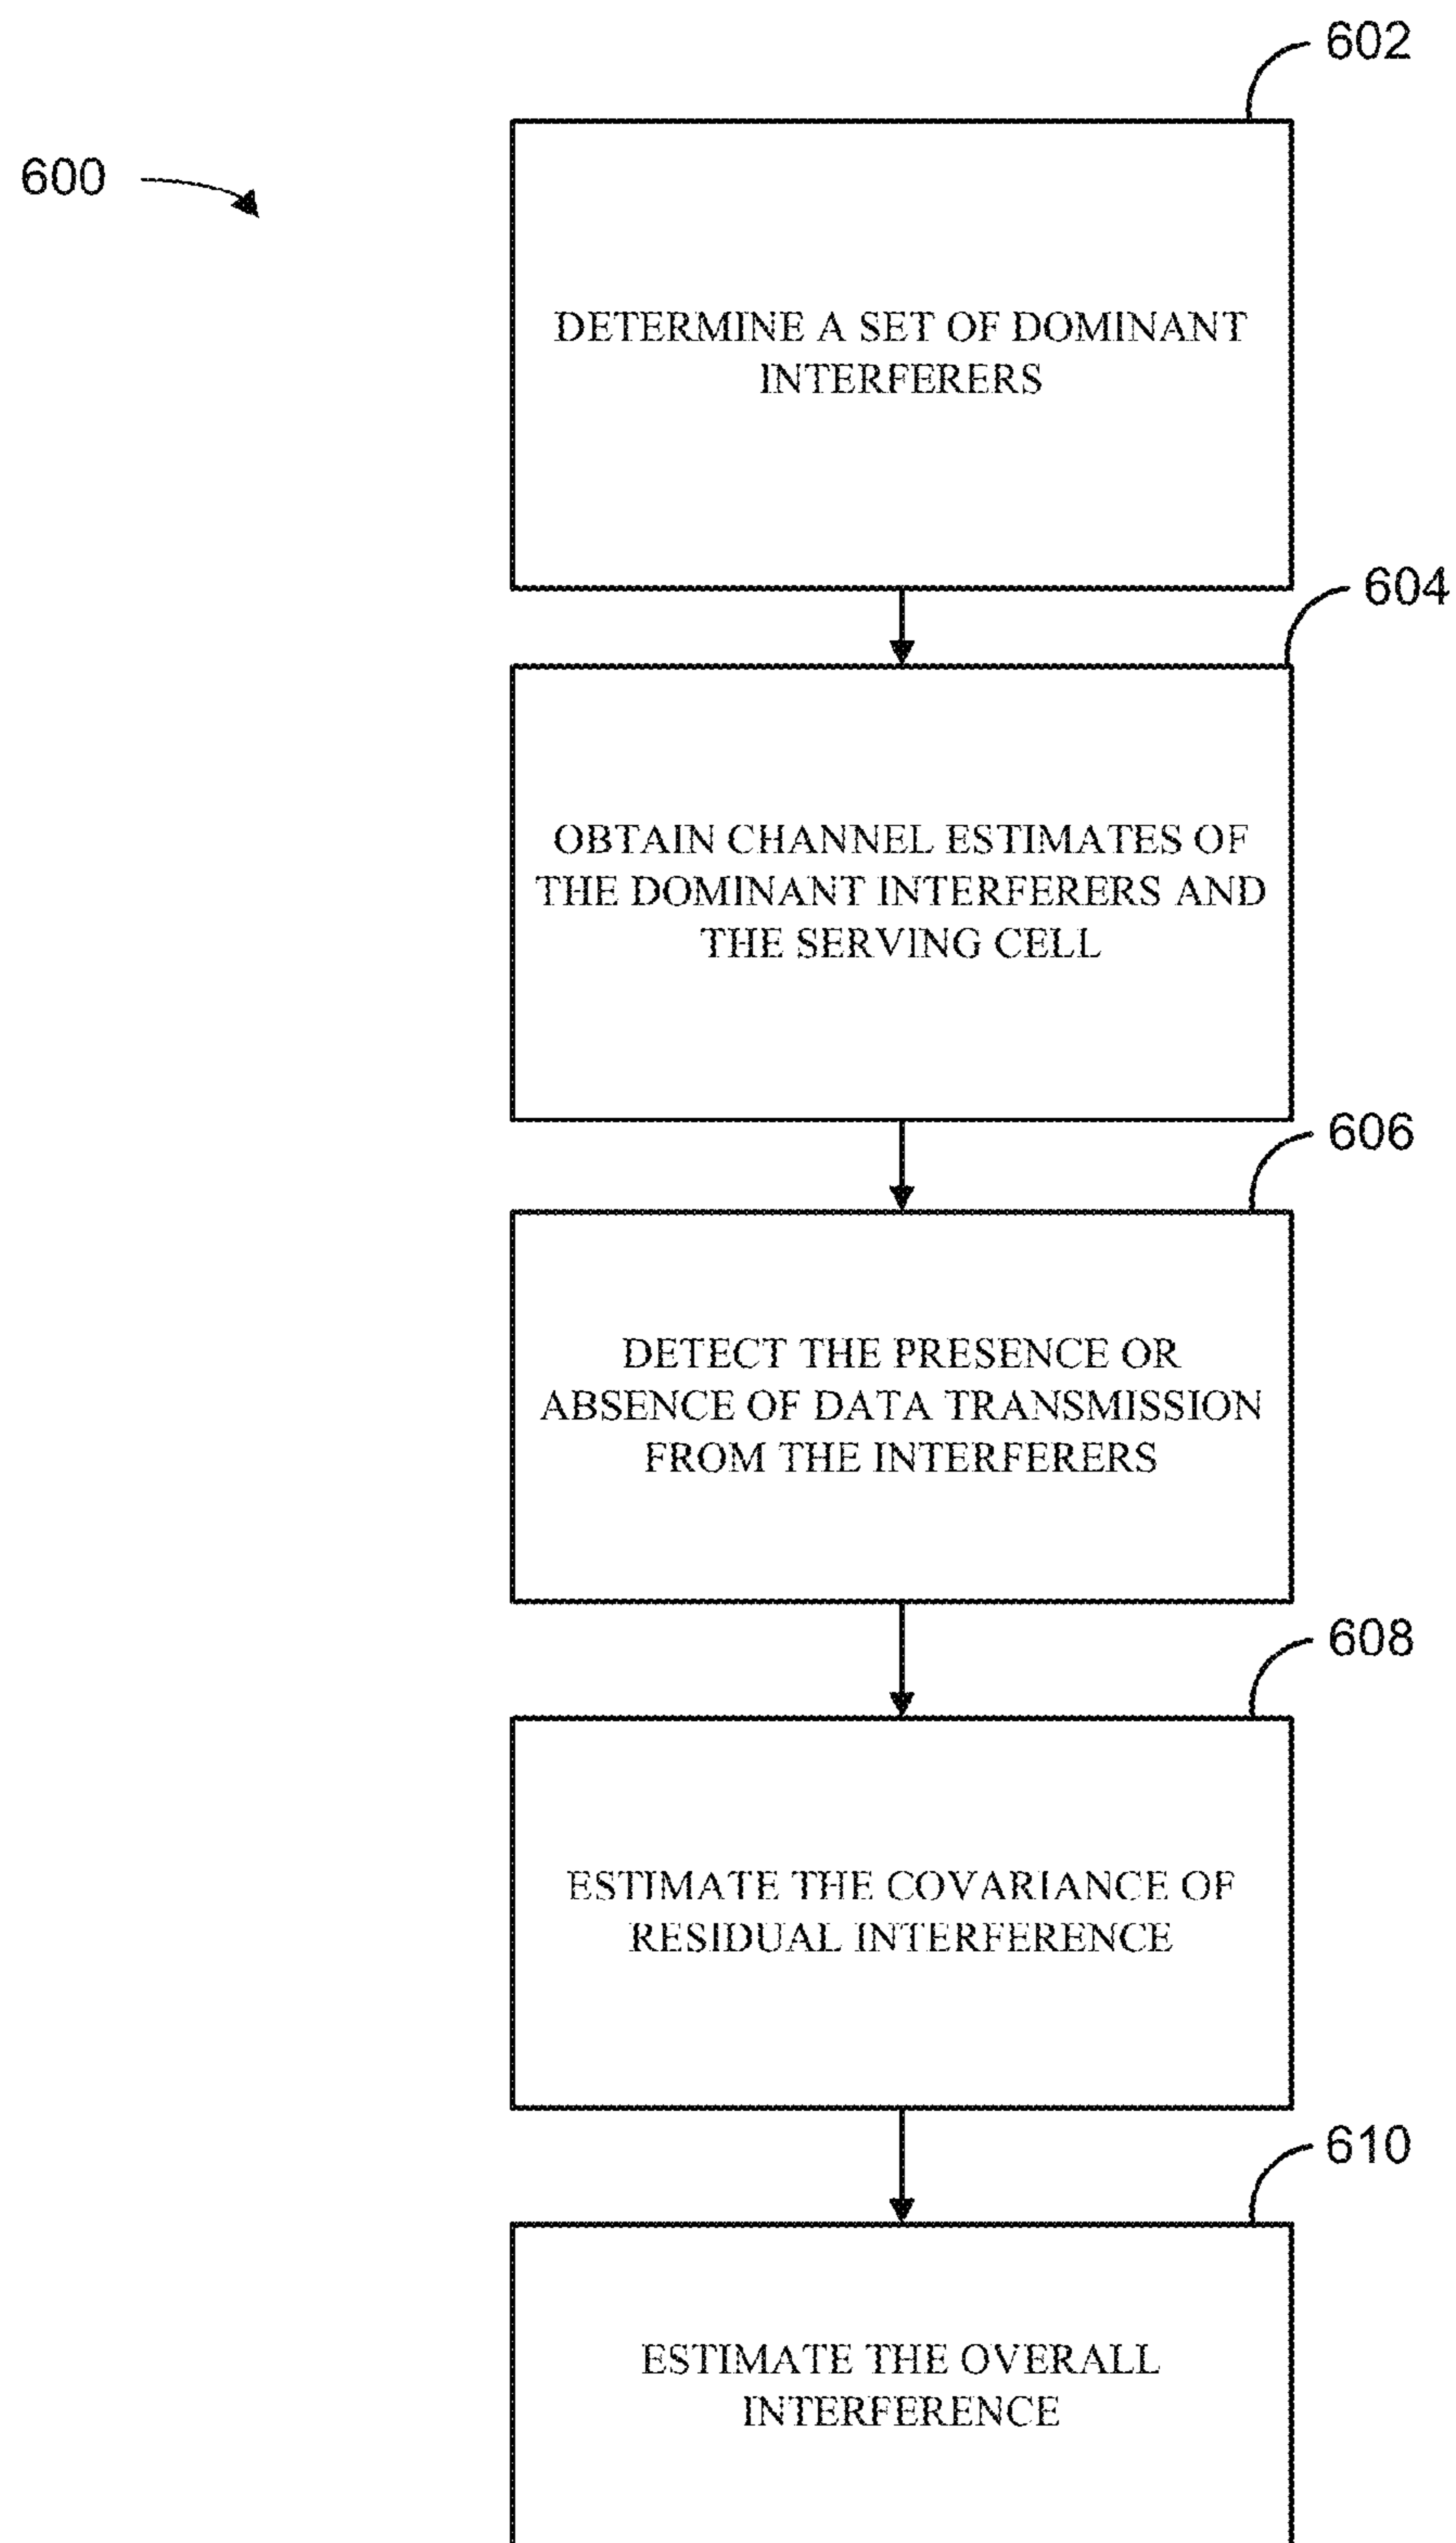 602
600
DETERMINE A SET OF DOMINANT
INTERFERERS
604
OBTAIN CHANNEL ESTIMATES OF
THE DOMINANT INTERFERERS AND
THE SERVING CELL
606
DETECT THE PRESENCE OR
ABSENCE OF DATA TRANSMISSION
FROM THE INTERFERERS
608
ESTIMATE THE COVARIANCE OF
RESIDUAL INTERFERENCE
610
ESTIMATE THE OVERALL
INTERFERENCE